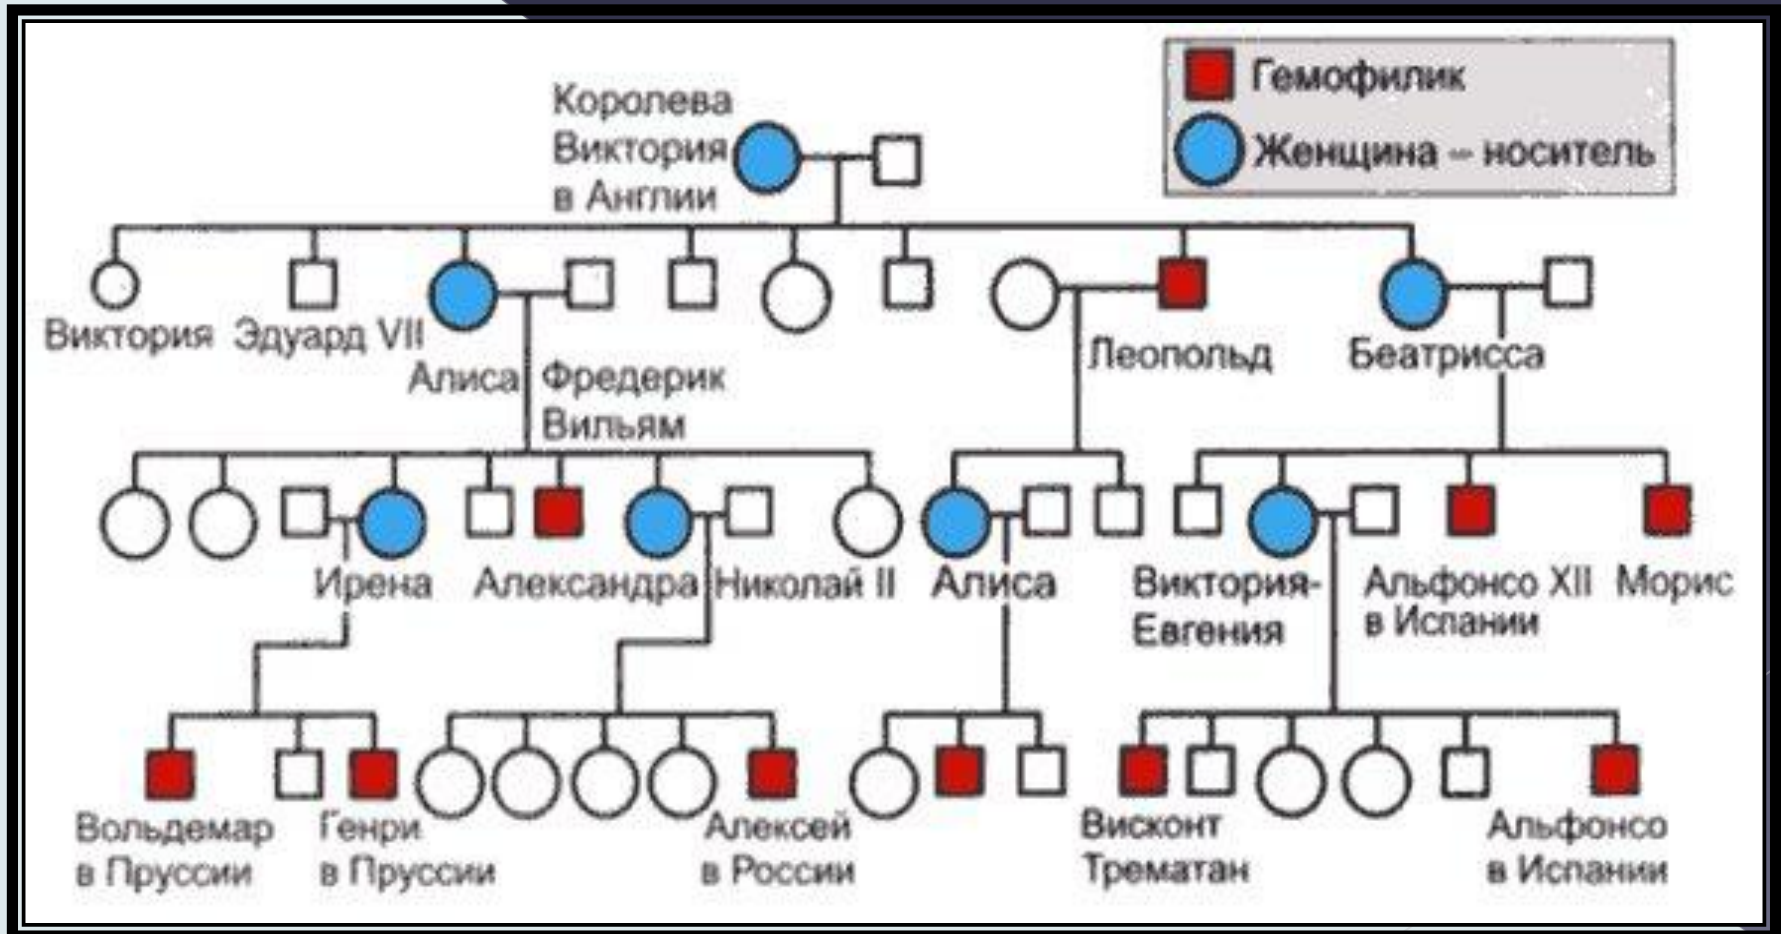 Гемофилик
Женщина – носитель
Королева
Виктория
в Англии
Виктория
Эдуард VII
Алиса
Фредерик
Вильям
Леопольд
Беатрисса
Ирена
Александра
Николай II
Алиса
Виктория-
Евгения
Альфонсо XII
в Испании
Морис
Вольдемар
в Пруссии
Генри
в Пруссии
Алексей
в России
Висконт
Трематан
Альфонсо
в Испании